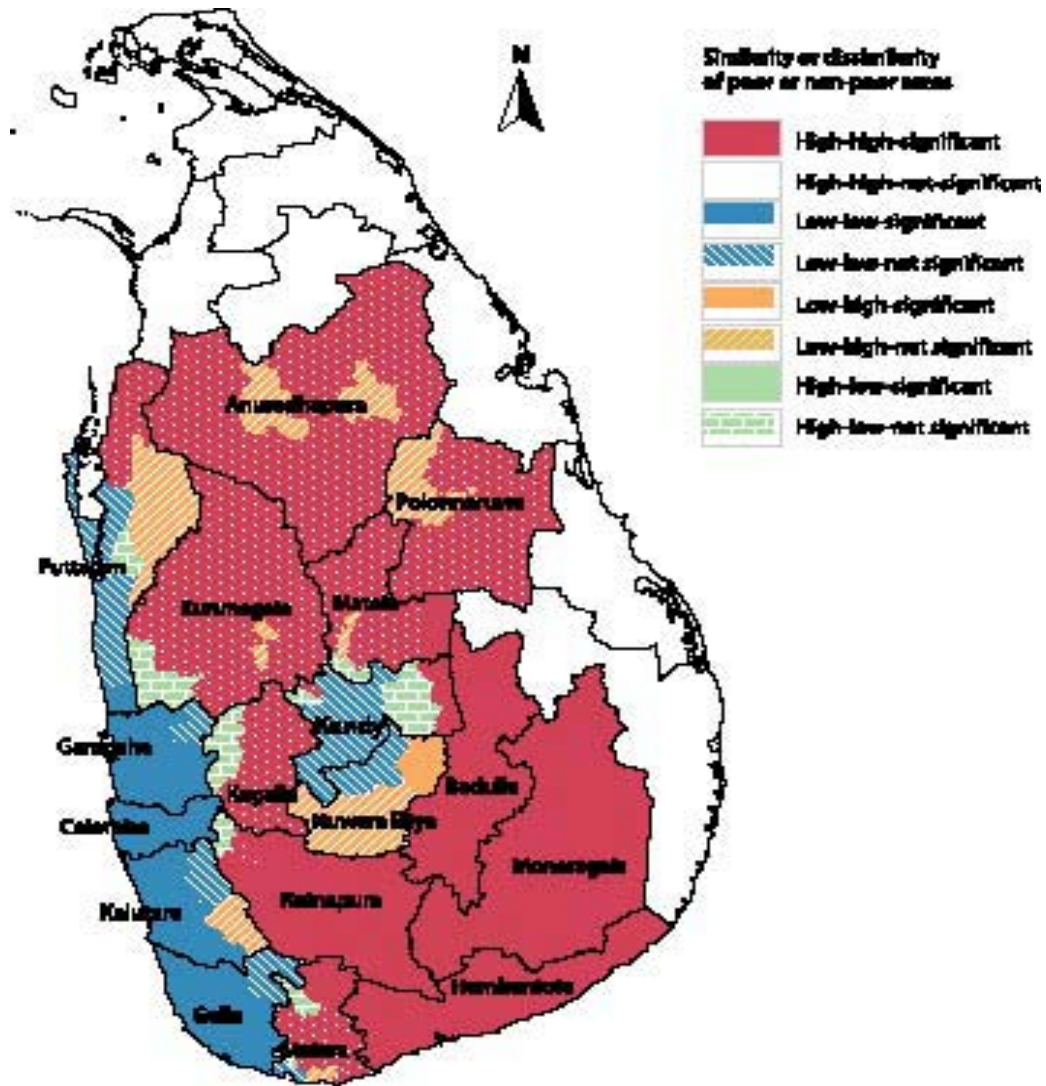 N
Similarity or dissimilarity
of poor or non-poor areas
High-high-significant
High-high-not-significant
Low-low-significant
Low-low-not significant
Low-high-significant
Low-high-not significant
High-low-significant
High-low-not significant
Anuradhapura
Polonnaruwa
Puttalam
Kurunegala
Matale
Kandy
Gampaha
Kegalle
Badulla
Nuwara Eliya
Colombo
Moneragala
Ratnapura
Kalutara
Hambantota
Galle
Matara